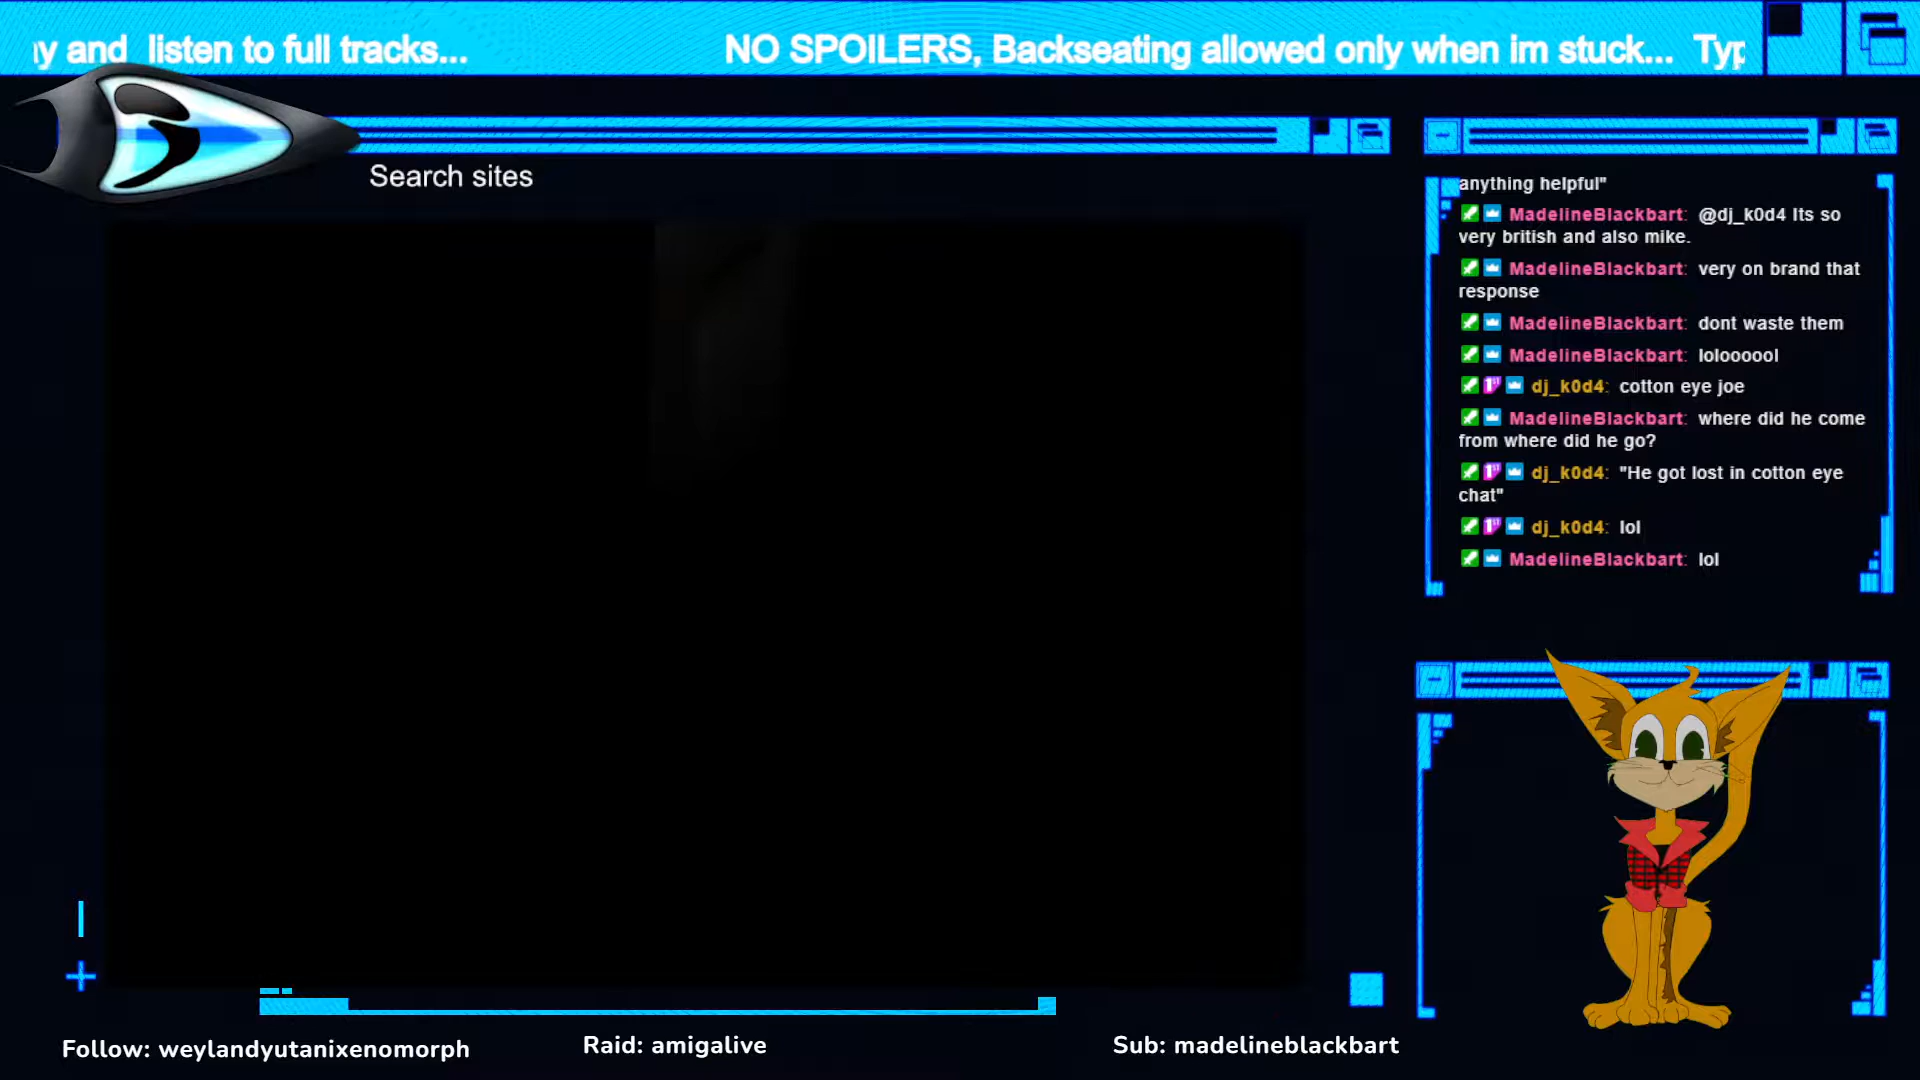 and listen to full tracks...
NO SPOILERS, Backseating allowed only when im stuck...
Search sites
anything helpful"
MadelineBlackbart: @dj_k0d4 Its so
very british and also mike.
MadelineBlackbart: very on brand that
response
MadelineBlackbart: dont waste them
MadelineBlackbart: loloooool
dj_k0d4: cotton eye joe
MadelineBlackbart: where did he come
from where did he go?
dj_k0d4: "He got lost in cotton eye
chat"
dj_k0d4: lol
MadelineBlackbart: lol
Follow: weylandyutanixenomorph
Raid: amigalive
Sub: madelineblackbart